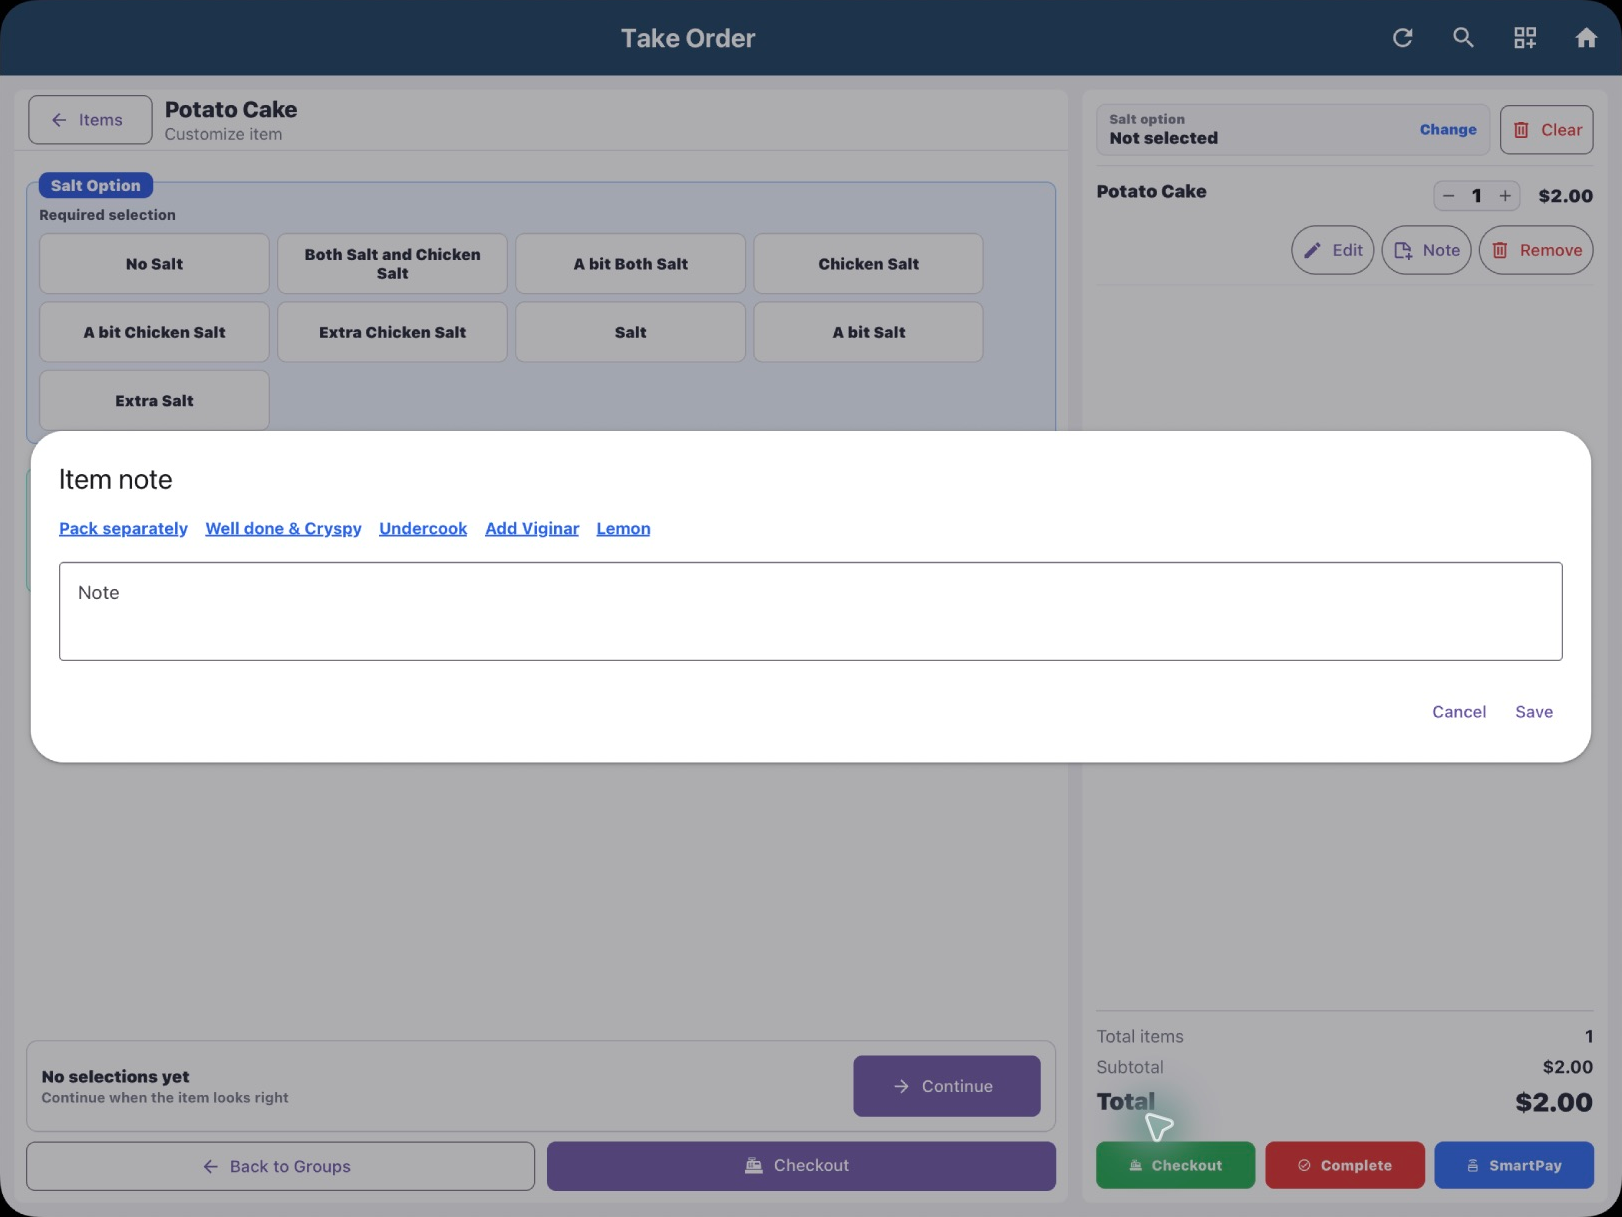 Take Order
Items
Potato Cake
Customize item
Salt Option
Required selection
No Salt
Both Salt and Chicken
Salt
A bit Both Salt
Chicken Salt
A bit Chicken Salt
Extra Chicken Salt
Salt
A bit Salt
Extra Salt
Salt option
Not selected
Change
Clear
Potato Cake
− 1 + $2.00
Edit
Note
Remove
Item note
Pack separately
Well done & Cryspy
Undercook
Add Viginar
Lemon
Note
Cancel
Save
No selections yet
Continue when the item looks right
Continue
Back to Groups
Checkout
Total items 1
Subtotal $2.00
Total $2.00
Checkout
Complete
SmartPay